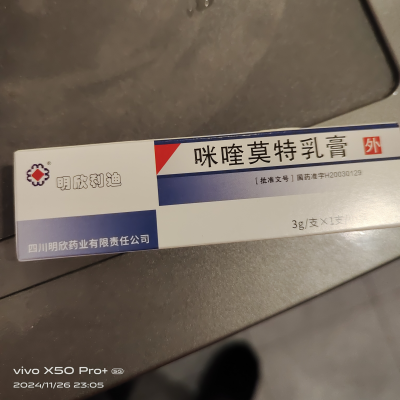 明欣利迪
咪喹莫特乳膏 外
[批准文号] 国药准字H20030129
3g/支×1支
四川明欣药业有限责任公司
vivo X50 Pro+ 5G
2024/11/26 23:05